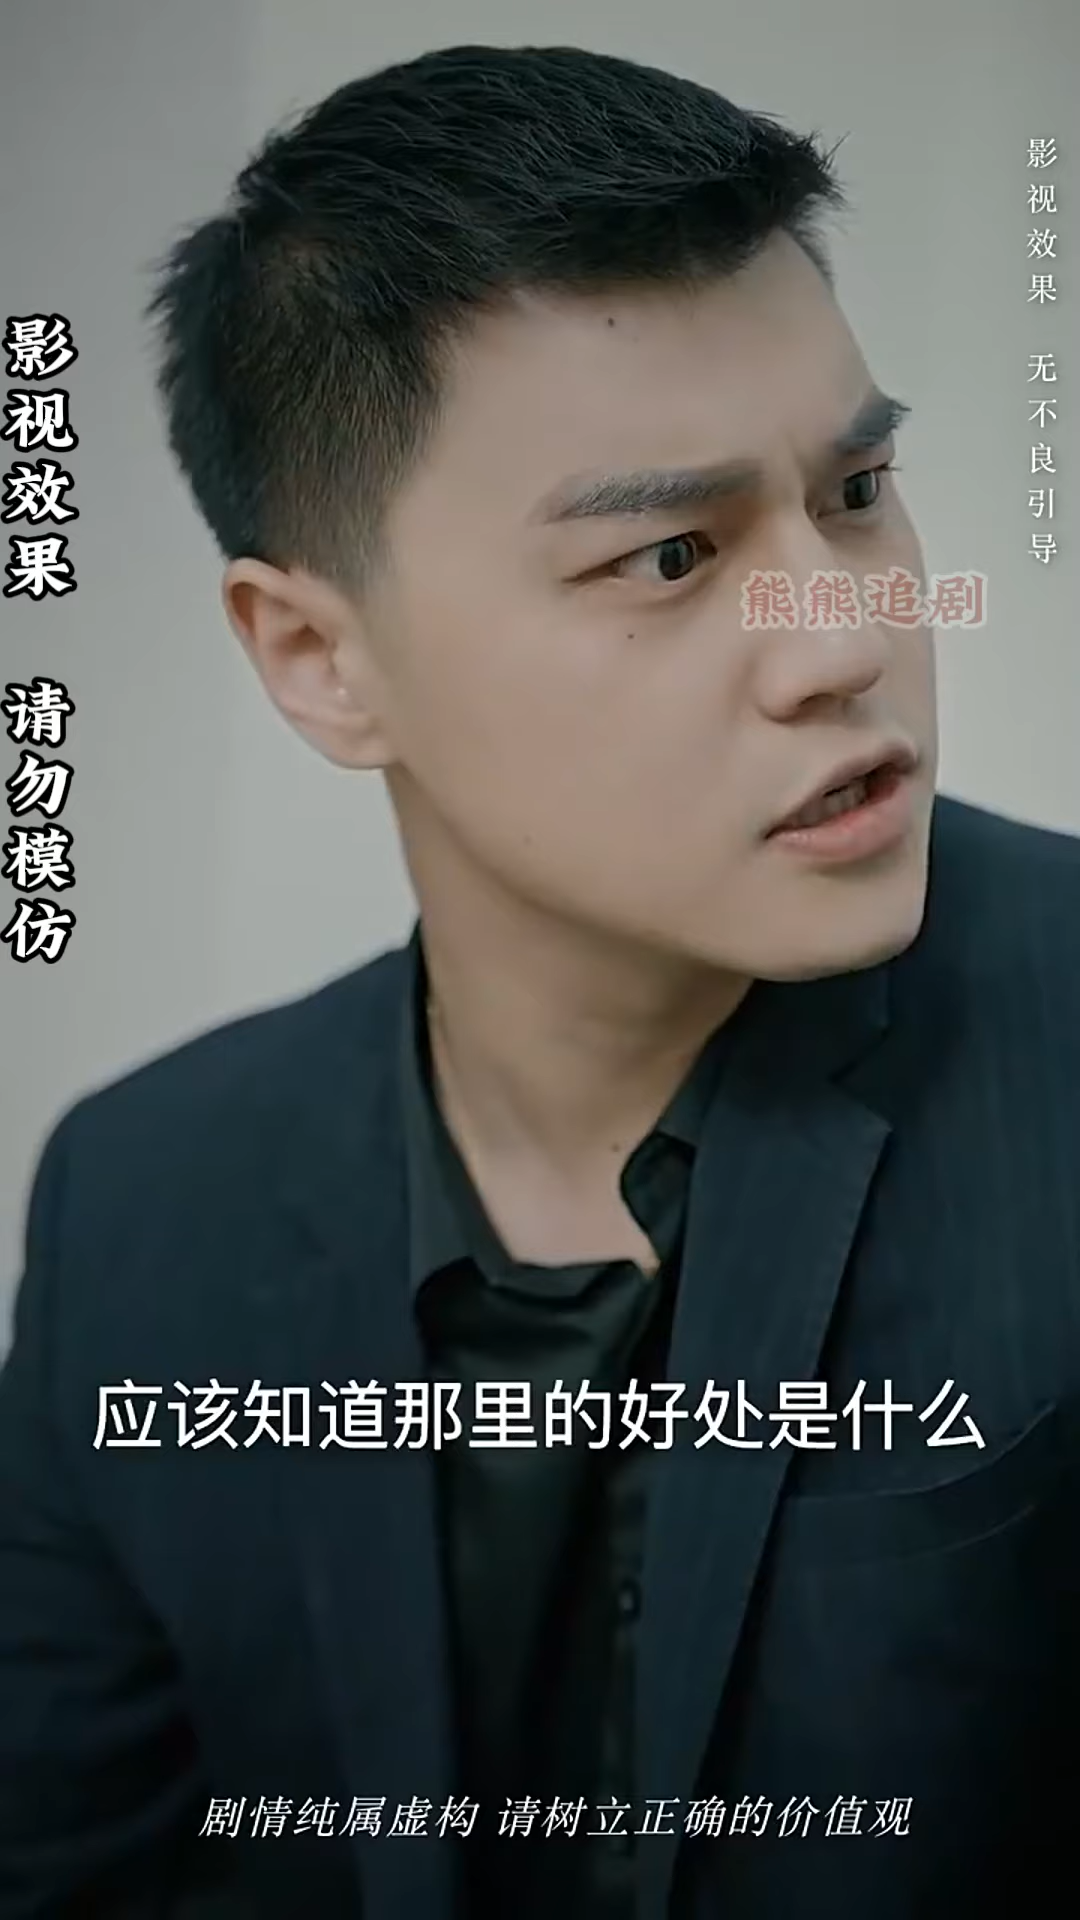 影视效果 无不良引导
影视效果 请勿模仿
熊熊追剧
应该知道那里的好处是什么
剧情纯属虚构 请树立正确的价值观